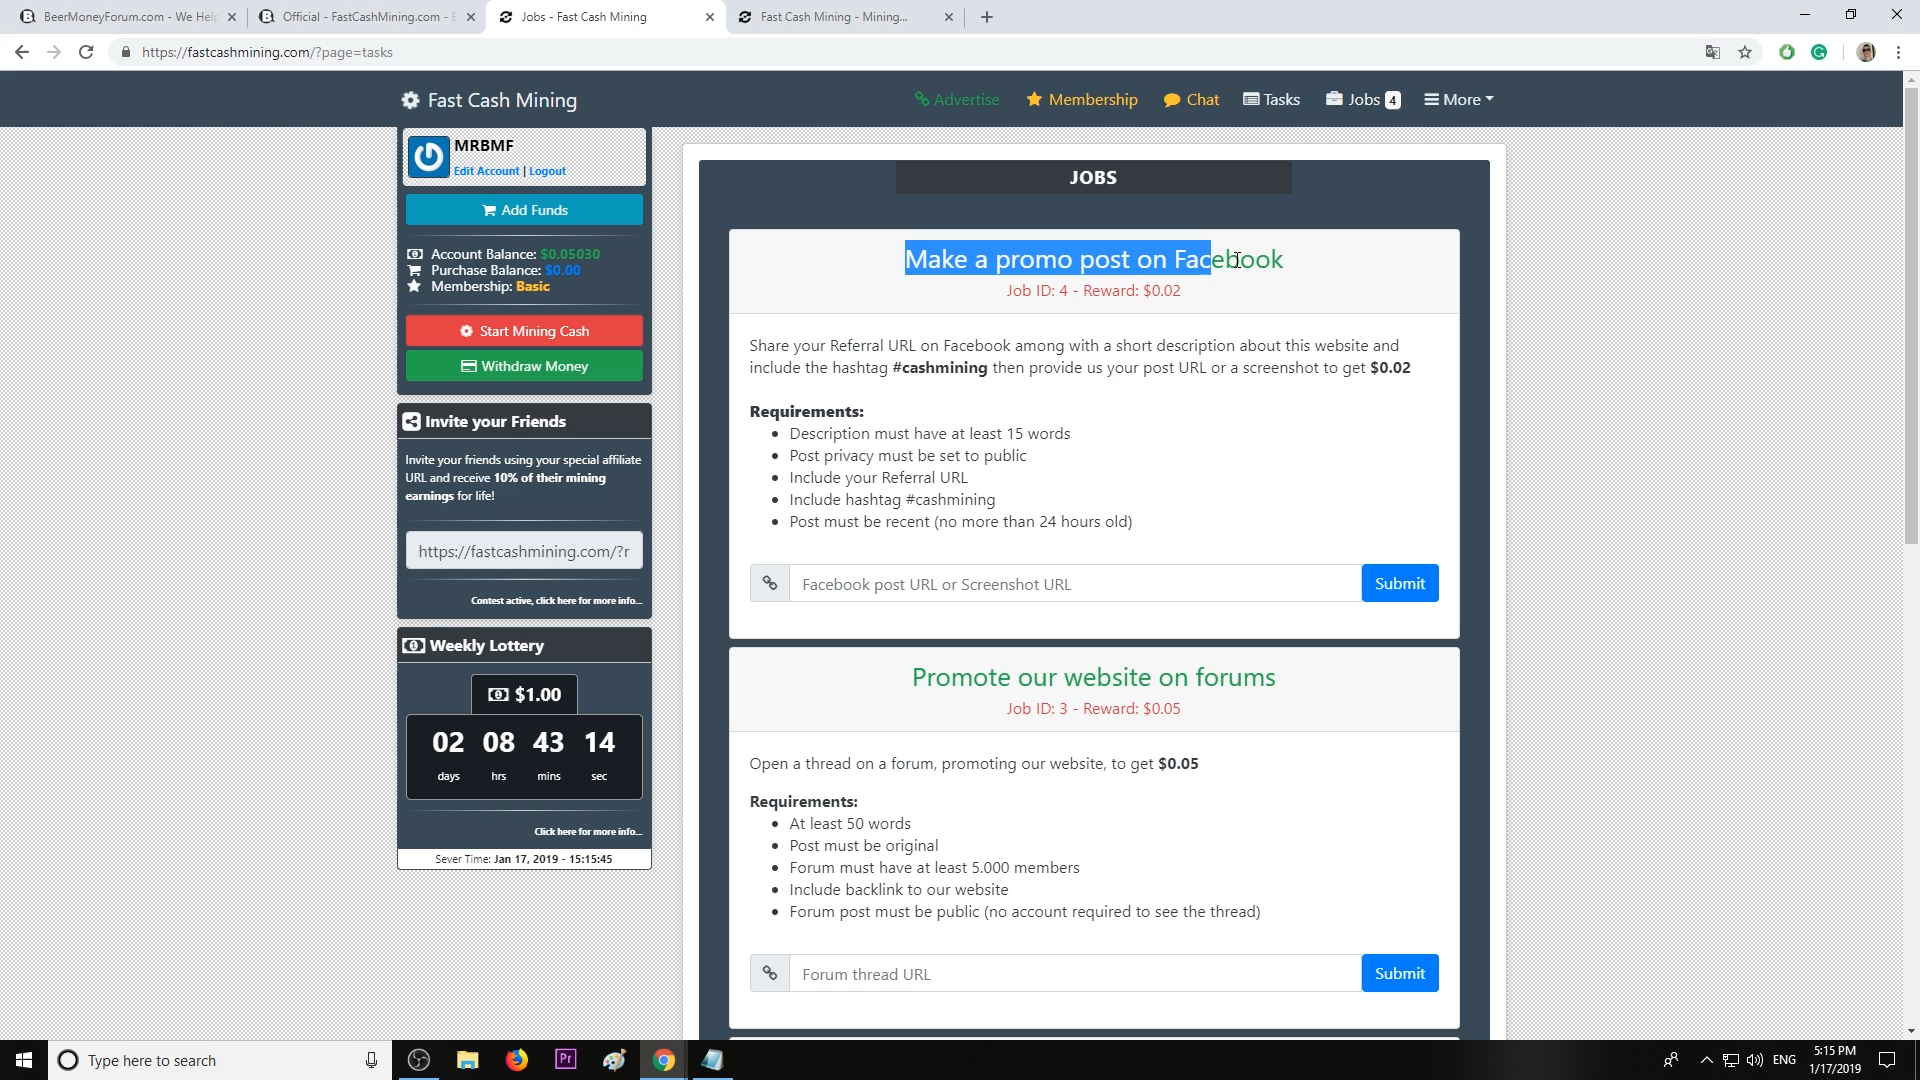 BeerMoneyForum.com - We Help
Official - FastCashMining.com - E
Jobs - Fast Cash Mining
Fast Cash Mining - Mining...
https://fastcashmining.com/?page=tasks
Fast Cash Mining
Advertise
Membership
Chat
Tasks
Jobs 4
More
MRBMF
Edit Account | Logout
Add Funds
Account Balance: $0.05030
Purchase Balance: $0.00
Membership: Basic
Start Mining Cash
Withdraw Money
Invite your Friends
Invite your friends using your special affiliate
URL and receive 10% of their mining
earnings for life!
https://fastcashmining.com/?r
Contest active, click here for more info...
Weekly Lottery
$1.00
02 08 43 14
days hrs mins sec
Click here for more info...
Sever Time: Jan 17, 2019 - 15:15:45
JOBS
Make a promo post on Facebook
Job ID: 4 - Reward: $0.02
Share your Referral URL on Facebook among with a short description about this website and
include the hashtag #cashmining then provide us your post URL or a screenshot to get $0.02
Requirements:
Description must have at least 15 words
Post privacy must be set to public
Include your Referral URL
Include hashtag #cashmining
Post must be recent (no more than 24 hours old)
Facebook post URL or Screenshot URL
Submit
Promote our website on forums
Job ID: 3 - Reward: $0.05
Open a thread on a forum, promoting our website, to get $0.05
Requirements:
At least 50 words
Post must be original
Forum must have at least 5.000 members
Include backlink to our website
Forum post must be public (no account required to see the thread)
Forum thread URL
Submit
Type here to search
Pr
ENG
5:15 PM
1/17/2019